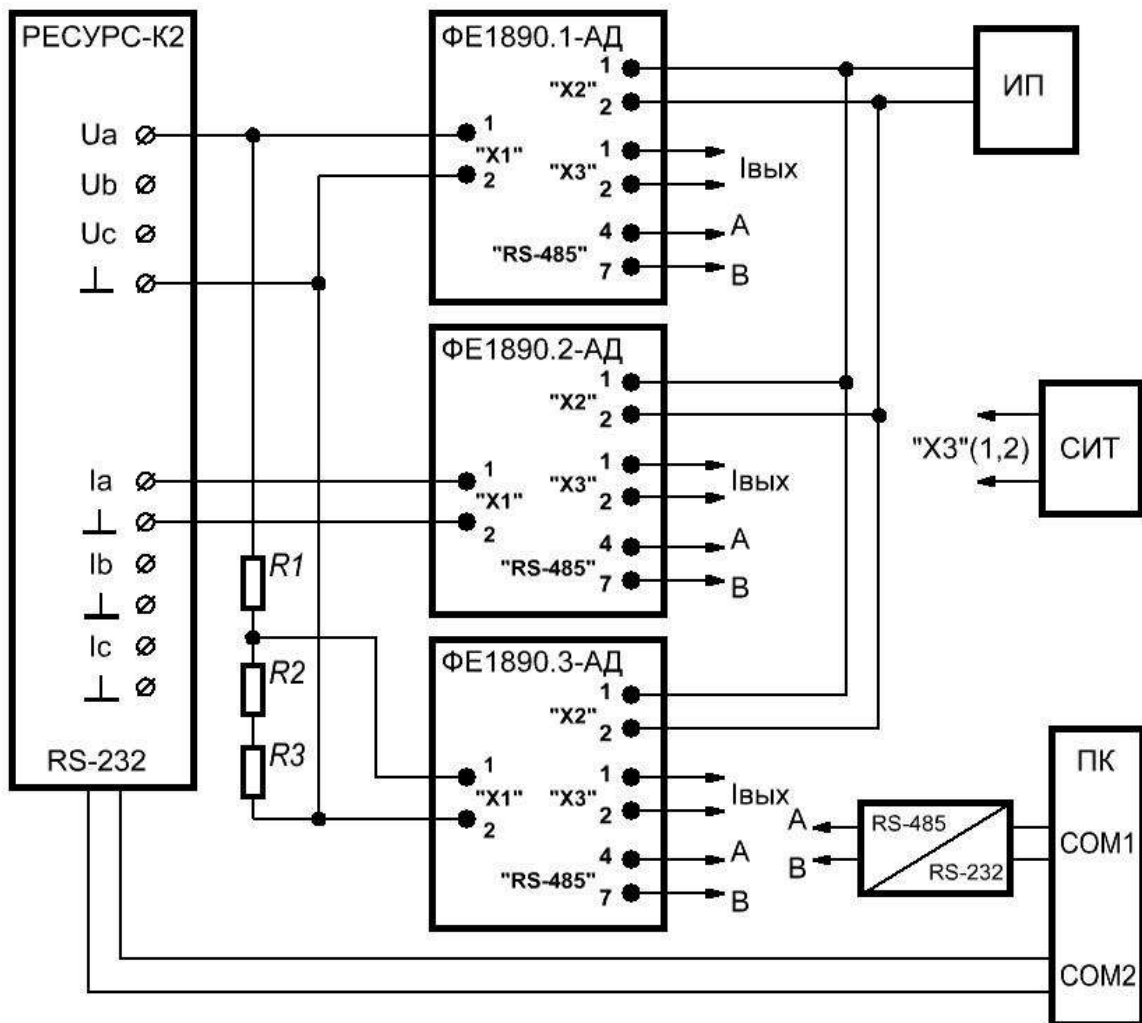 РЕСУРС-К2
Ua
Ub
Uc
Ia
Ib
Ic
RS-232
R1
R2
R3
ФЕ1890.1-АД
1
"X2"
2
1
"X1"
2
1
"X3"
2
Iвых
4
A
"RS-485"
7
B
ФЕ1890.2-АД
1
"X2"
2
1
"X1"
2
1
"X3"
2
Iвых
4
A
"RS-485"
7
B
ФЕ1890.3-АД
1
"X2"
2
1
"X1"
2
1
"X3"
2
Iвых
4
A
"RS-485"
7
B
ИП
"X3"(1,2)
СИТ
A
B
RS-485
RS-232
ПК
COM1
COM2